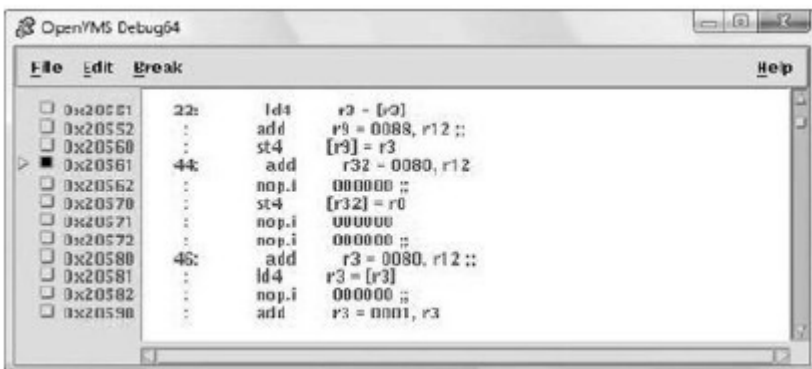 OpenVMS Debug64
File Edit Break Help
0x20551 22: ld4 r3 = [r3]
0x20552 : add r9 = 0088, r12 ;;
0x20560 : st4 [r9] = r3
0x20561 44: add r32 = 0080, r12
0x20562 : nop.i 000000 ;;
0x20570 : st4 [r32] = r0
0x20571 : nop.i 000000
0x20572 : nop.i 000000 ;;
0x20580 46: add r3 = 0080, r12 ;;
0x20581 : ld4 r3 = [r3]
0x20582 : nop.i 000000 ;;
0x20590 : add r3 = 0001, r3